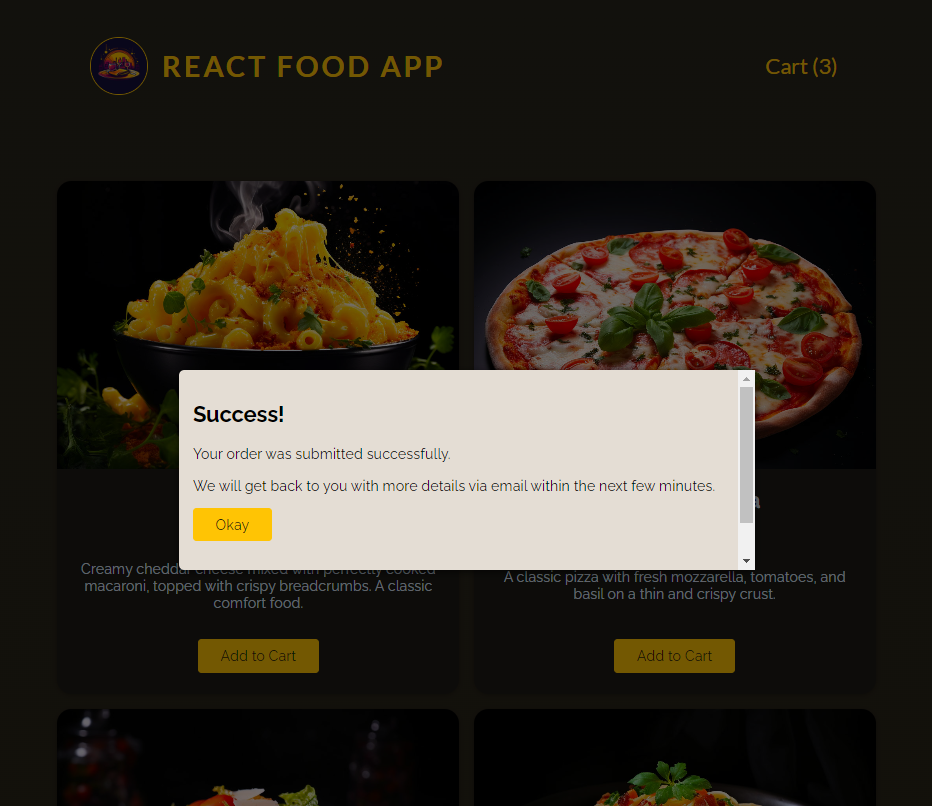 REACT FOOD APP
Cart (3)
Success!
Your order was submitted successfully.
We will get back to you with more details via email within the next few minutes.
Okay
Creamy cheddar cheese mixed with perfectly cooked
macaroni, topped with crispy breadcrumbs. A classic
comfort food.
Add to Cart
A classic pizza with fresh mozzarella, tomatoes, and
basil on a thin and crispy crust.
Add to Cart